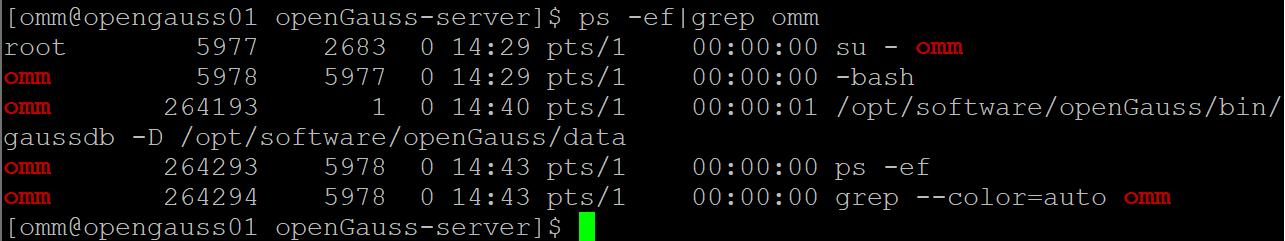 [omm@opengauss01 openGauss-server]$ ps -ef|grep omm
root 5977 2683 0 14:29 pts/1 00:00:00 su - omm
omm 5978 5977 0 14:29 pts/1 00:00:00 -bash
omm 264193 1 0 14:40 pts/1 00:00:01 /opt/software/openGauss/bin/
gaussdb -D /opt/software/openGauss/data
omm 264293 5978 0 14:43 pts/1 00:00:00 ps -ef
omm 264294 5978 0 14:43 pts/1 00:00:00 grep --color=auto omm
[omm@opengauss01 openGauss-server]$